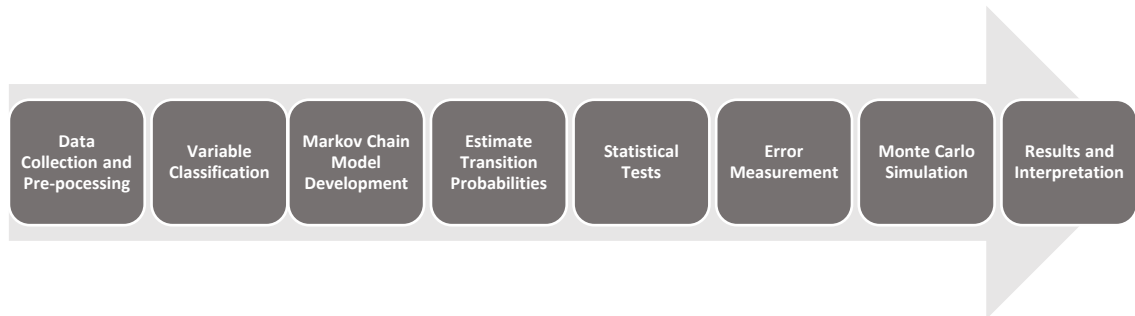 Data
Collection and
Pre-pocessing
Variable
Classification
Markov Chain
Model
Development
Estimate
Transition
Probabilities
Statistical
Tests
Error
Measurement
Monte Carlo
Simulation
Results and
Interpretation